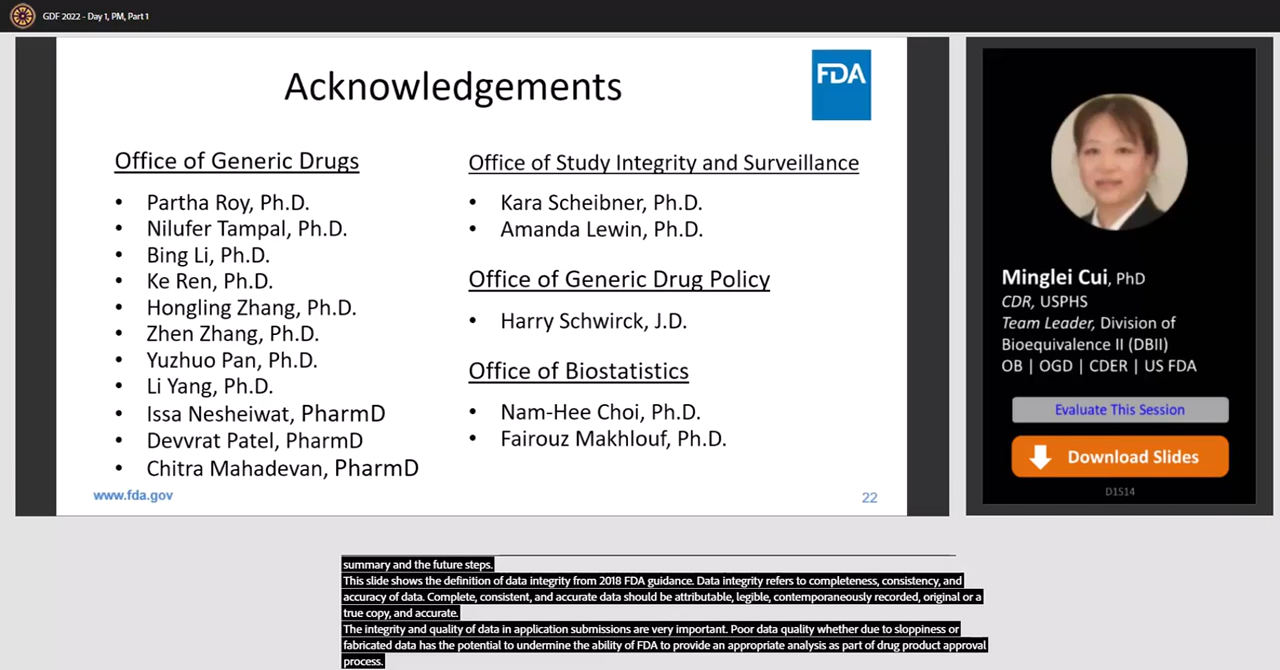 GDF 2022 - Day 1, PM, Part 1
Acknowledgements
FDA
Office of Generic Drugs
• Partha Roy, Ph.D.
• Nilufer Tampal, Ph.D.
• Bing Li, Ph.D.
• Ke Ren, Ph.D.
• Hongling Zhang, Ph.D.
• Zhen Zhang, Ph.D.
• Yuzhuo Pan, Ph.D.
• Li Yang, Ph.D.
• Issa Nesheiwat, PharmD
• Devvrat Patel, PharmD
• Chitra Mahadevan, PharmD
Office of Study Integrity and Surveillance
• Kara Scheibner, Ph.D.
• Amanda Lewin, Ph.D.
Office of Generic Drug Policy
• Harry Schwirck, J.D.
Office of Biostatistics
• Nam-Hee Choi, Ph.D.
• Fairouz Makhlouf, Ph.D.
www.fda.gov
22
Minglei Cui, PhD
CDR, USPHS
Team Leader, Division of
Bioequivalence II (DBII)
OB | OGD | CDER | US FDA
Evaluate This Session
Download Slides
D1S14
summary and the future steps.
This slide shows the definition of data integrity from 2018 FDA guidance. Data integrity refers to completeness, consistency, and
accuracy of data. Complete, consistent, and accurate data should be attributable, legible, contemporaneously recorded, original or a
true copy, and accurate.
The integrity and quality of data in application submissions are very important. Poor data quality whether due to sloppiness or
fabricated data has the potential to undermine the ability of FDA to provide an appropriate analysis as part of drug product approval
process.